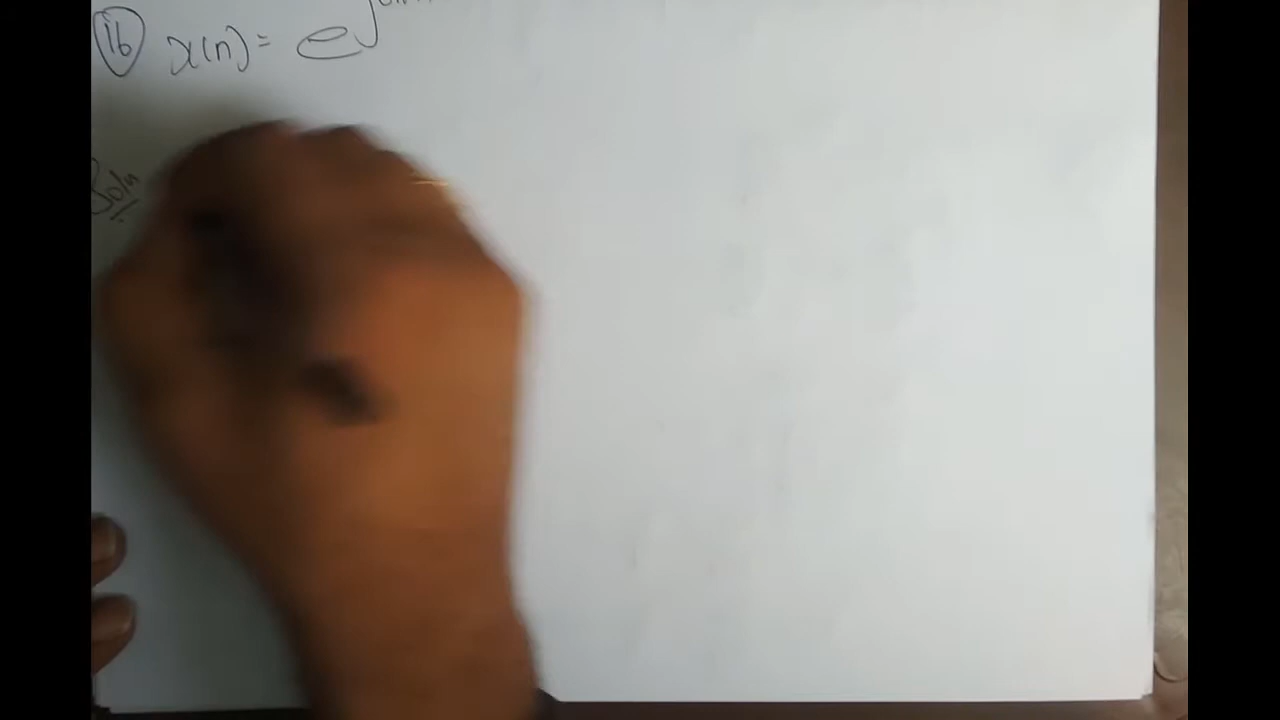 (16) x(n) = e^j
Soln